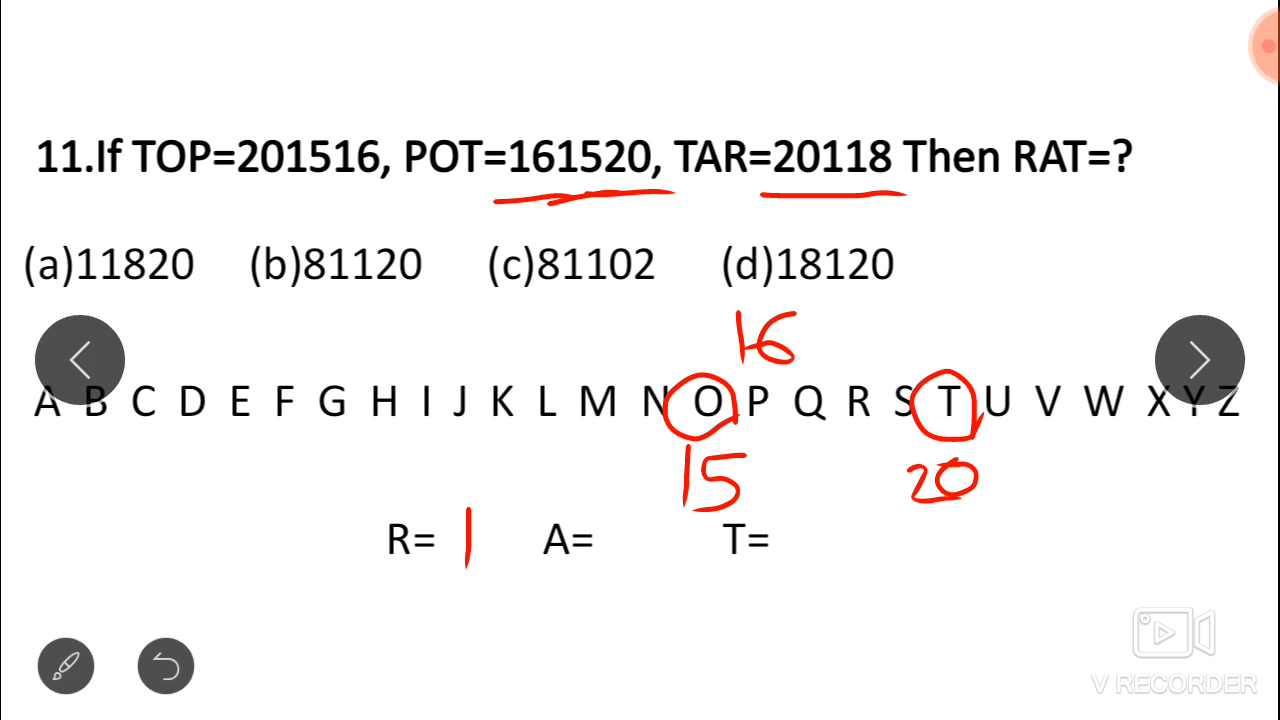 11.If TOP=201516, POT=161520, TAR=20118 Then RAT=?
(a)11820 (b)81120 (c)81102 (d)18120
16
A B C D E F G H I J K L M N O P Q R S T U V W X Y Z
15 20
R= 1 A= T=
V RECORDER